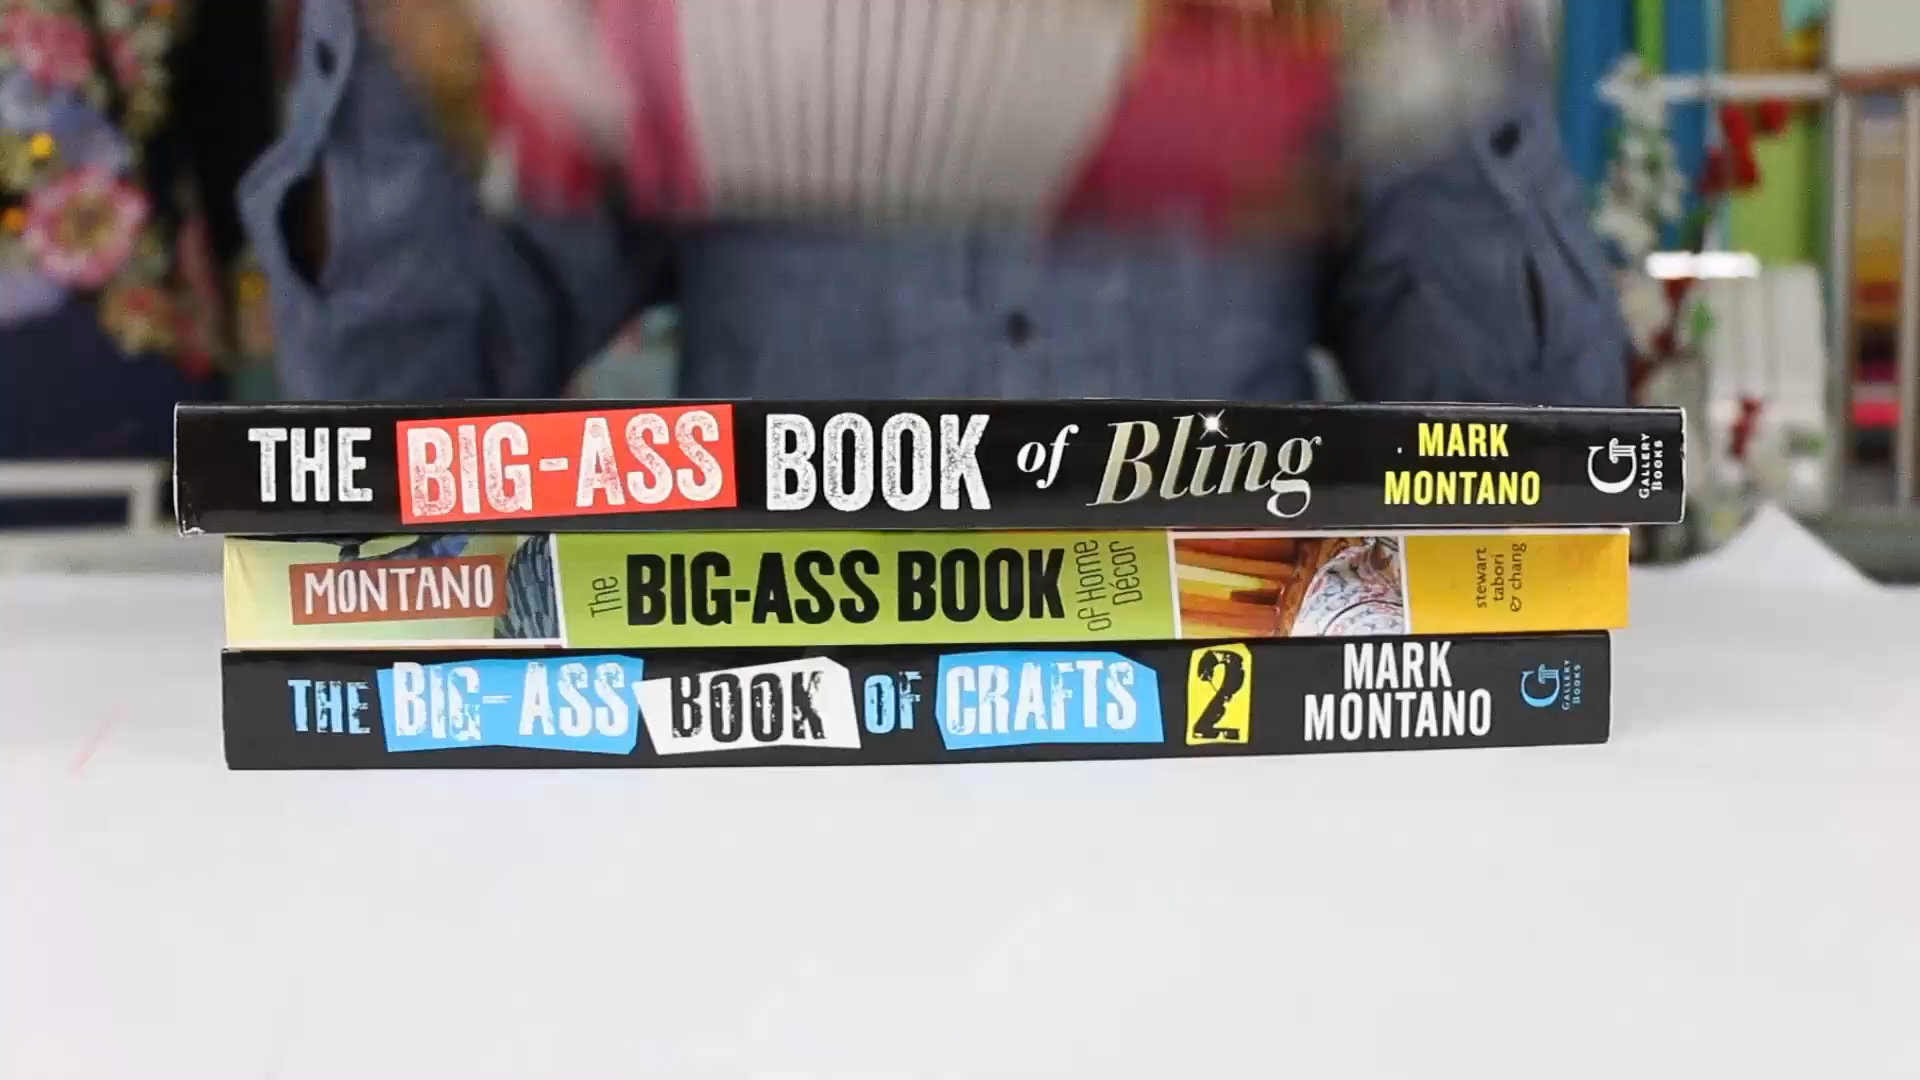 THE BIG-ASS BOOK of Bling
MARK
MONTANO
G
GALLERY
BOOKS
MONTANO
The
BIG-ASS BOOK
of Home
Décor
stewart
tabori
& chang
THE BIG-ASS BOOK OF CRAFTS 2
MARK
MONTANO
G
GALLERY
BOOKS